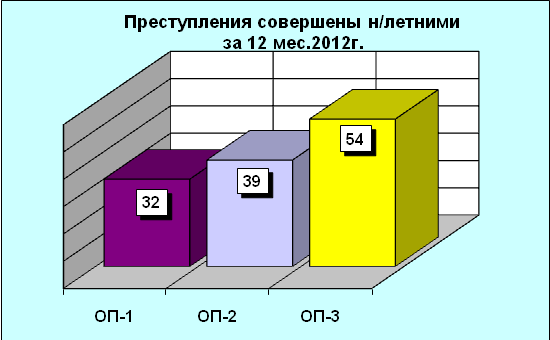 Преступления совершены н/летними
за 12 мес.2012г.
32
39
54
ОП-1
ОП-2
ОП-3